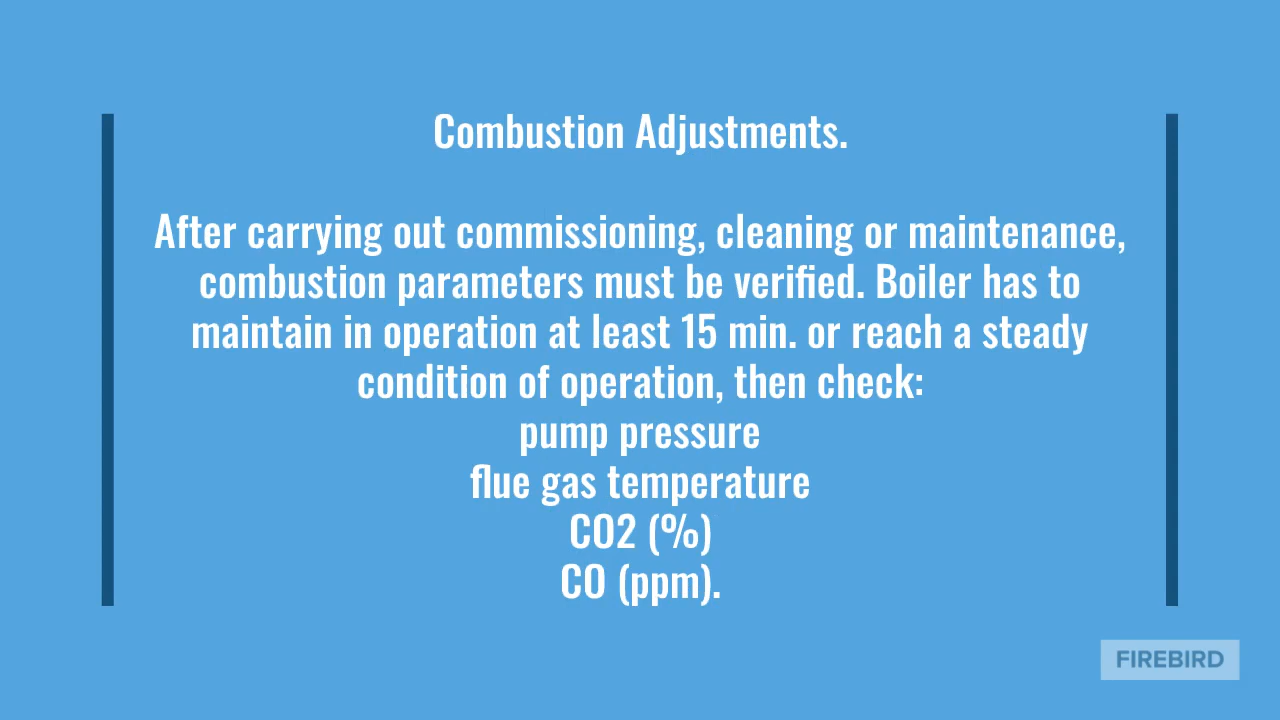 Combustion Adjustments.
After carrying out commissioning, cleaning or maintenance,
combustion parameters must be verified. Boiler has to
maintain in operation at least 15 min. or reach a steady
condition of operation, then check:
pump pressure
flue gas temperature
CO2 (%)
CO (ppm).
FIREBIRD